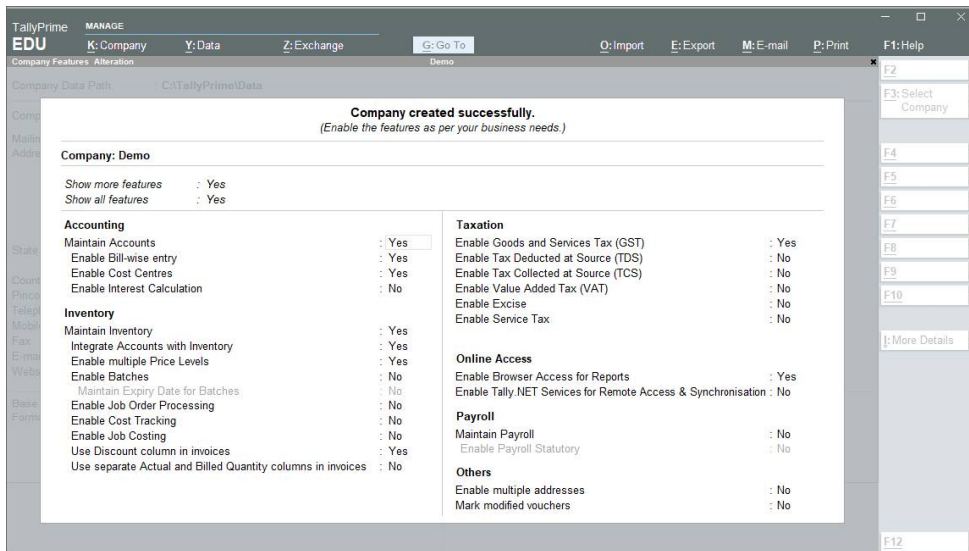 TallyPrime
EDU
MANAGE
K: Company
Y: Data
Z: Exchange
G: Go To
O: Import
E: Export
M: E-mail
P: Print
F1: Help
Company Features Alteration
Demo
Company Data Path : C:\TallyPrime\Data
Company created successfully.
(Enable the features as per your business needs.)
Company: Demo
Show more features : Yes
Show all features : Yes
Accounting
Maintain Accounts : Yes
Enable Bill-wise entry : Yes
Enable Cost Centres : Yes
Enable Interest Calculation : No
Inventory
Maintain Inventory : Yes
Integrate Accounts with Inventory : Yes
Enable multiple Price Levels : Yes
Enable Batches : No
Maintain Expiry Date for Batches : No
Enable Job Order Processing : No
Enable Cost Tracking : No
Enable Job Costing : No
Use Discount column in invoices : Yes
Use separate Actual and Billed Quantity columns in invoices : No
Taxation
Enable Goods and Services Tax (GST) : Yes
Enable Tax Deducted at Source (TDS) : No
Enable Tax Collected at Source (TCS) : No
Enable Value Added Tax (VAT) : No
Enable Excise : No
Enable Service Tax : No
Online Access
Enable Browser Access for Reports : Yes
Enable Tally.NET Services for Remote Access & Synchronisation : No
Payroll
Maintain Payroll : No
Enable Payroll Statutory : No
Others
Enable multiple addresses : No
Mark modified vouchers : No
F2
F3: Select
Company
F4
F5
F6
F7
F8
F9
F10
I: More Details
F12